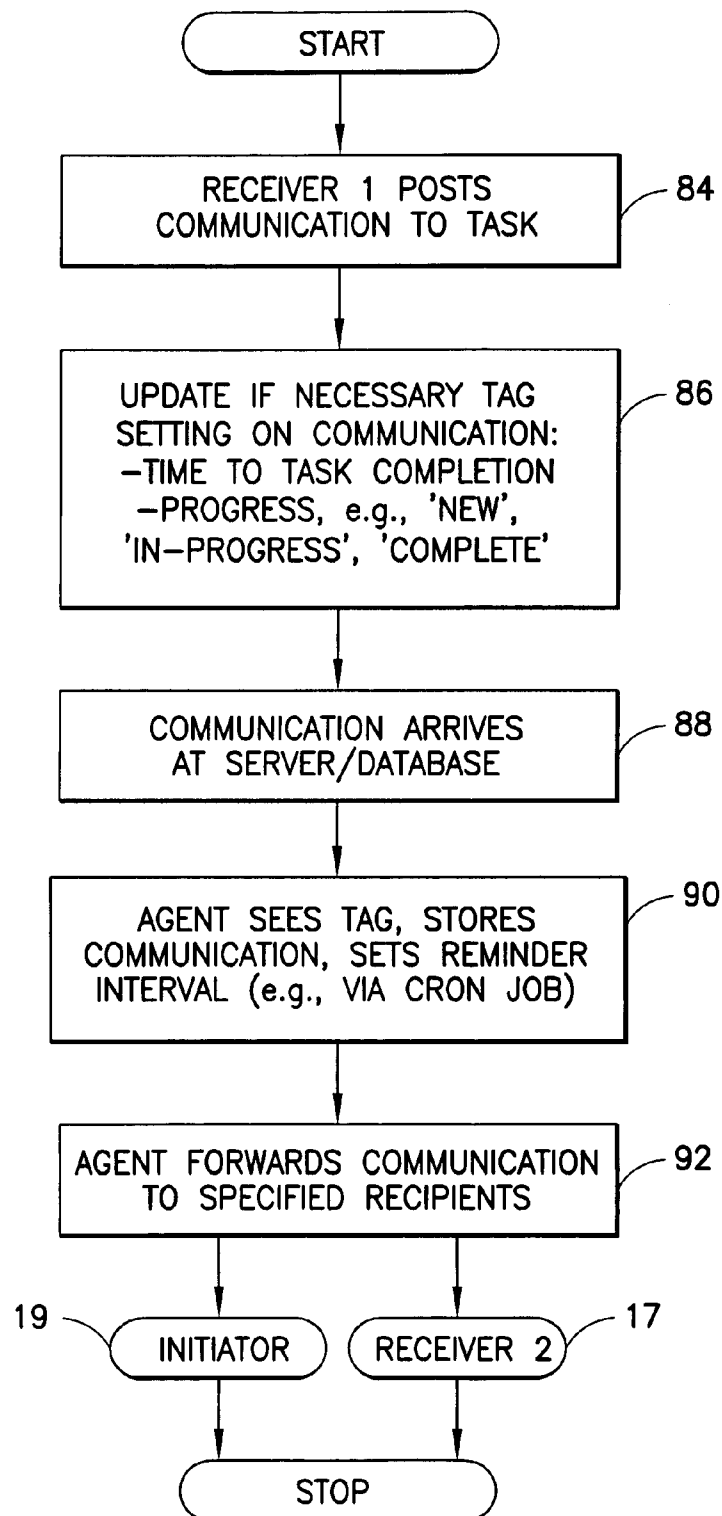 START
RECEIVER 1 POSTS
COMMUNICATION TO TASK
84
UPDATE IF NECESSARY TAG
SETTING ON COMMUNICATION:
-TIME TO TASK COMPLETION
-PROGRESS, e.g., 'NEW',
'IN-PROGRESS', 'COMPLETE'
86
COMMUNICATION ARRIVES
AT SERVER/DATABASE
88
AGENT SEES TAG, STORES
COMMUNICATION, SETS REMINDER
INTERVAL (e.g., VIA CRON JOB)
90
AGENT FORWARDS COMMUNICATION
TO SPECIFIED RECIPIENTS
92
19
INITIATOR
RECEIVER 2
17
STOP